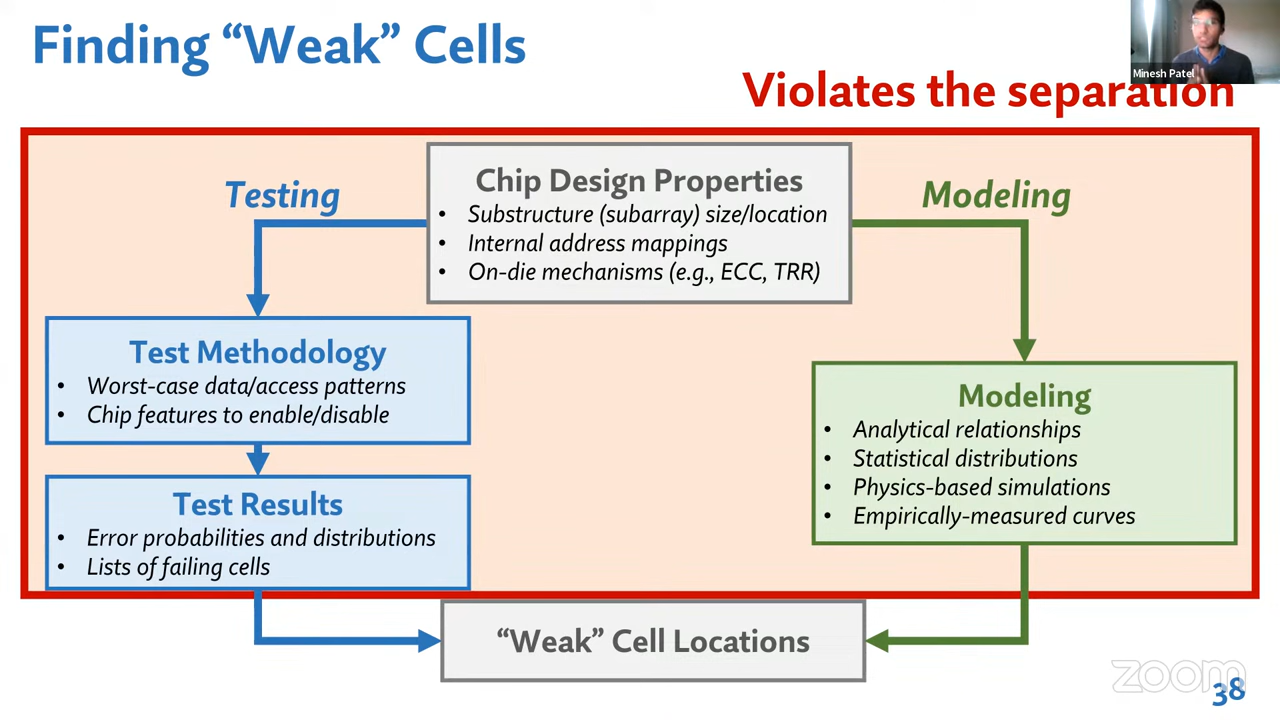 Finding “Weak” Cells
Minesh Patel
Violates the separation
Testing
Chip Design Properties
• Substructure (subarray) size/location
• Internal address mappings
• On-die mechanisms (e.g., ECC, TRR)
Modeling
Test Methodology
• Worst-case data/access patterns
• Chip features to enable/disable
Test Results
• Error probabilities and distributions
• Lists of failing cells
Modeling
• Analytical relationships
• Statistical distributions
• Physics-based simulations
• Empirically-measured curves
“Weak” Cell Locations
zoom
38